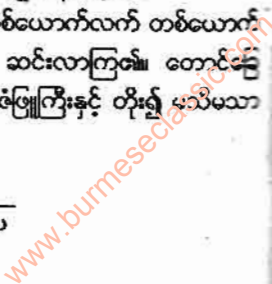 စ်ယောက်လက် တစ်ယောက်
ဆင်းလာကြ၏။ တောင်ခြေ
ဇံဖြူကြီးနှင့် တိုး၍ မသိမသာ
www.burmeseclassic.com